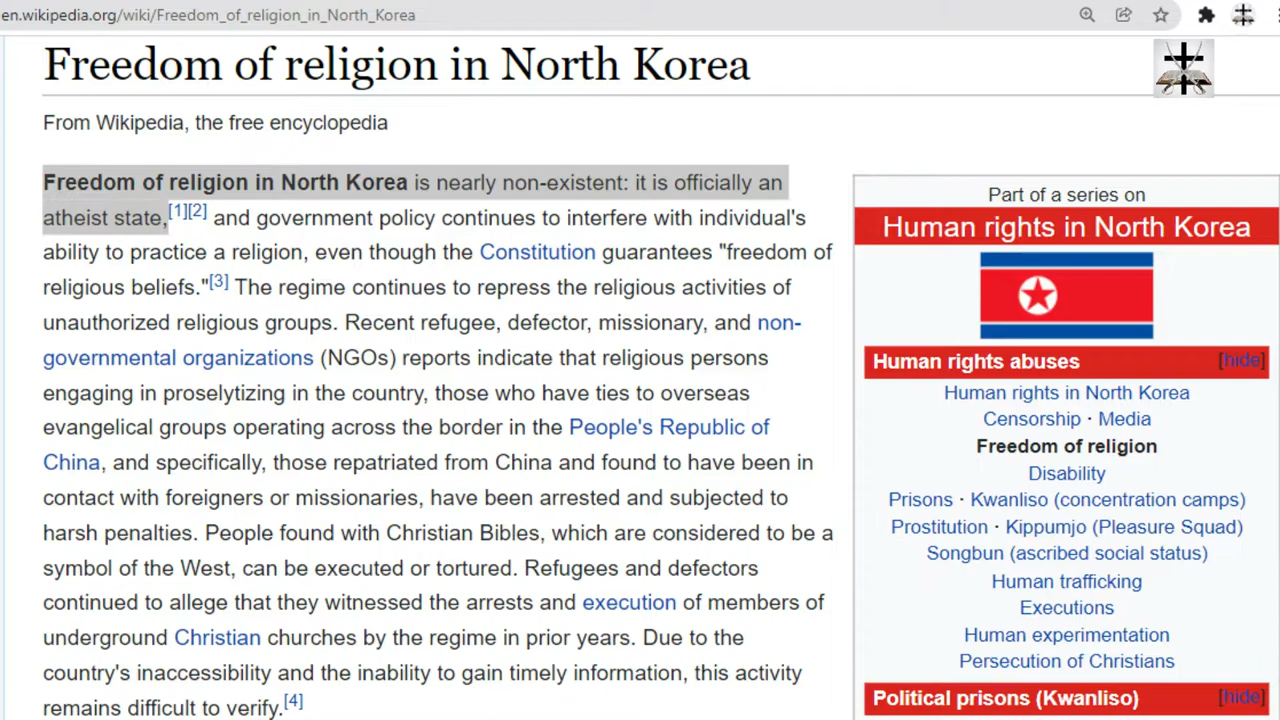 en.wikipedia.org/wiki/Freedom_of_religion_in_North_Korea
Freedom of religion in North Korea
From Wikipedia, the free encyclopedia
Freedom of religion in North Korea is nearly non-existent: it is officially an
atheist state,[1][2] and government policy continues to interfere with individual's
ability to practice a religion, even though the Constitution guarantees "freedom of
religious beliefs."[3] The regime continues to repress the religious activities of
unauthorized religious groups. Recent refugee, defector, missionary, and non-
governmental organizations (NGOs) reports indicate that religious persons
engaging in proselytizing in the country, those who have ties to overseas
evangelical groups operating across the border in the People's Republic of
China, and specifically, those repatriated from China and found to have been in
contact with foreigners or missionaries, have been arrested and subjected to
harsh penalties. People found with Christian Bibles, which are considered to be a
symbol of the West, can be executed or tortured. Refugees and defectors
continued to allege that they witnessed the arrests and execution of members of
underground Christian churches by the regime in prior years. Due to the
country's inaccessibility and the inability to gain timely information, this activity
remains difficult to verify.[4]
Part of a series on
Human rights in North Korea
Human rights abuses [hide]
Human rights in North Korea
Censorship · Media
Freedom of religion
Disability
Prisons · Kwanliso (concentration camps)
Prostitution · Kippumjo (Pleasure Squad)
Songbun (ascribed social status)
Human trafficking
Executions
Human experimentation
Persecution of Christians
Political prisons (Kwanliso) [hide]